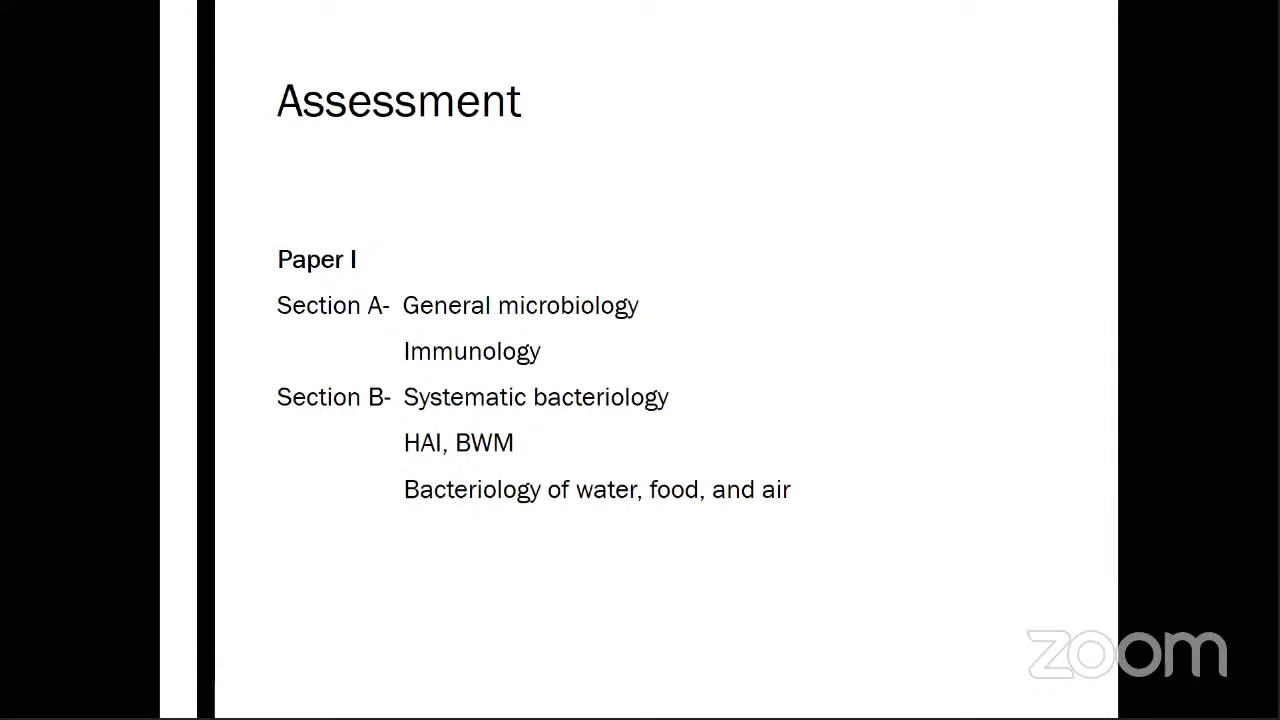 Assessment
Paper I
Section A- General microbiology
Immunology
Section B- Systematic bacteriology
HAI, BWM
Bacteriology of water, food, and air
zoom